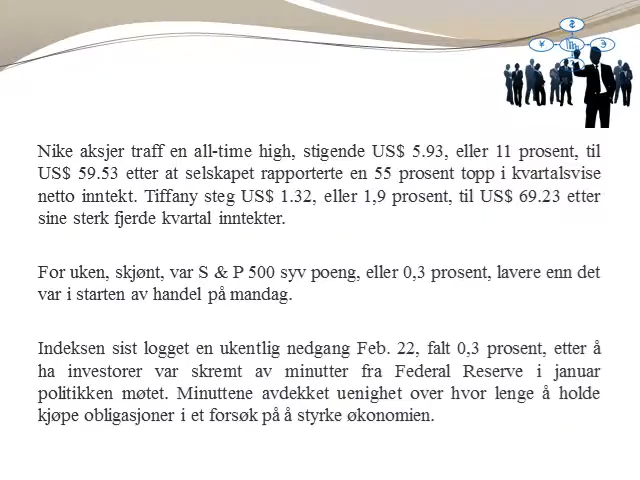 Nike aksjer traff en all-time high, stigende US$ 5.93, eller 11 prosent, til
US$ 59.53 etter at selskapet rapporterte en 55 prosent topp i kvartalsvise
netto inntekt. Tiffany steg US$ 1.32, eller 1,9 prosent, til US$ 69.23 etter
sine sterk fjerde kvartal inntekter.
For uken, skjønt, var S & P 500 syv poeng, eller 0,3 prosent, lavere enn det
var i starten av handel på mandag.
Indeksen sist logget en ukentlig nedgang Feb. 22, falt 0,3 prosent, etter å
ha investorer var skremt av minutter fra Federal Reserve i januar
politikken møtet. Minuttene avdekket uenighet over hvor lenge å holde
kjøpe obligasjoner i et forsøk på å styrke økonomien.